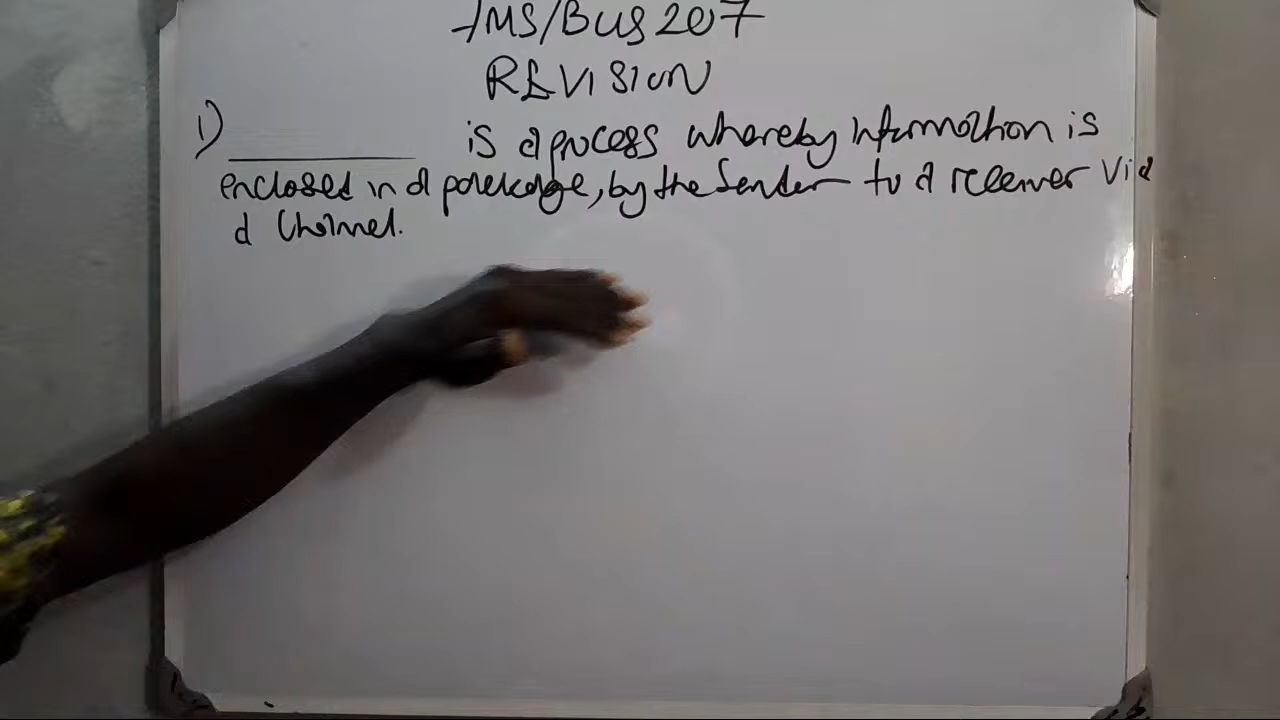 AMS/BUS 207
REVISION
1) ________ is a process whereby information is
enclosed in a package, by the sender to a receiver via
a channel.